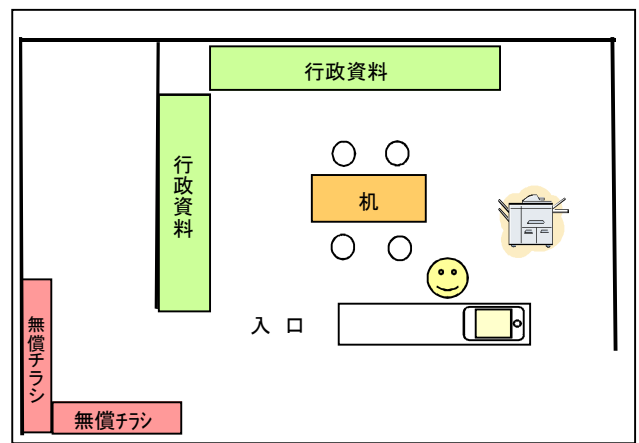 行政資料
行政資料
机
入口
無償チラシ
無償ﾁﾗｼ